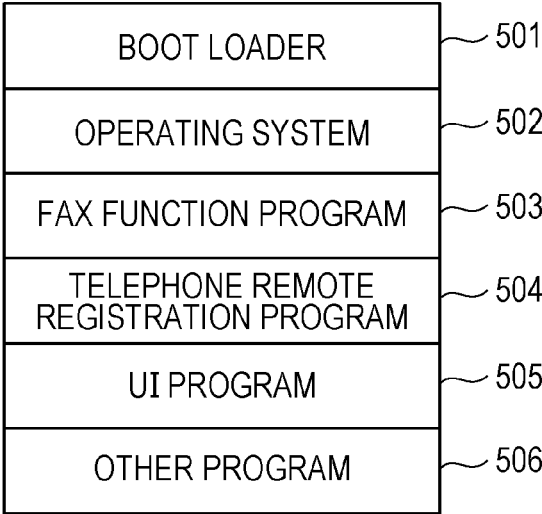 BOOT LOADER 501
OPERATING SYSTEM 502
FAX FUNCTION PROGRAM 503
TELEPHONE REMOTE
REGISTRATION PROGRAM 504
UI PROGRAM 505
OTHER PROGRAM 506